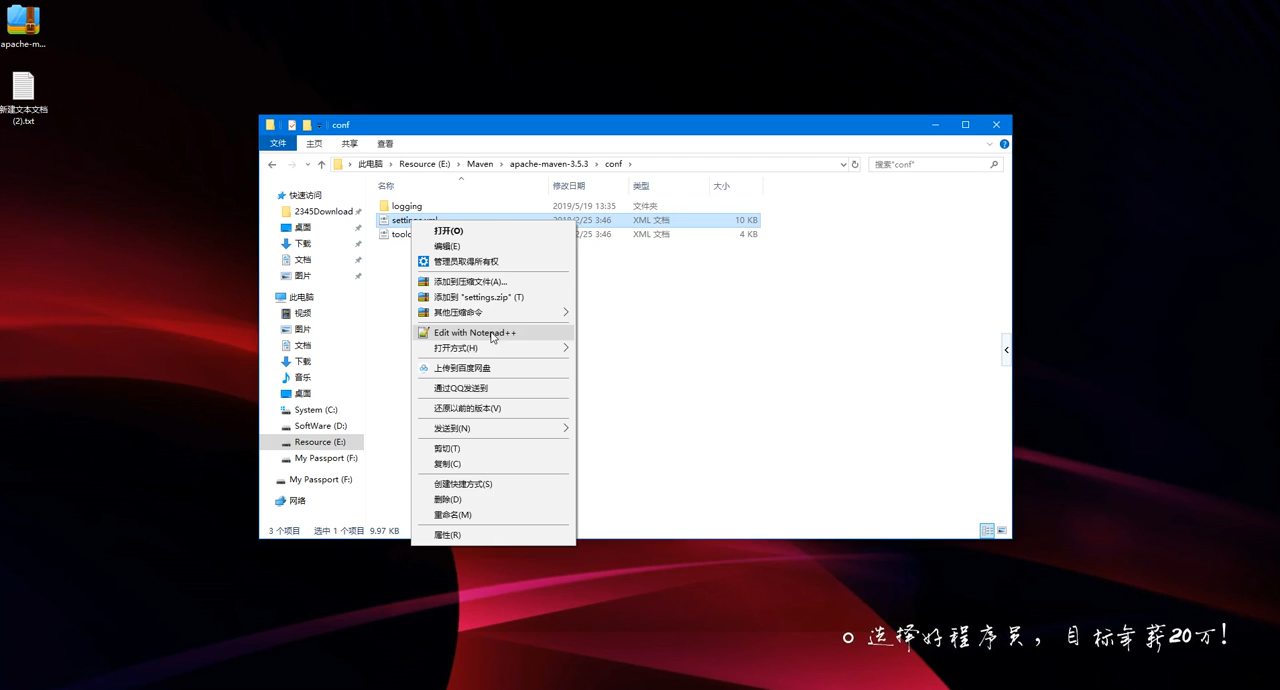 apache-m...
新建文本文档
(2).txt
conf
文件
主页
共享
查看
此电脑 › Resource (E:) › Maven › apache-maven-3.5.3 › conf ›
搜索"conf"
名称
修改日期
类型
大小
logging
2019/5/19 13:35
文件夹
3:46
XML 文档
10 KB
2/25 3:46
XML 文档
4 KB
快速访问
2345Download
桌面
下载
文档
图片
此电脑
视频
图片
文档
下载
音乐
桌面
System (C:)
SoftWare (D:)
Resource (E:)
My Passport (F:)
My Passport (F:)
网络
3 个项目
选中 1 个项目 9.97 KB
打开(O)
编辑(E)
管理员取得所有权
添加到压缩文件(A)...
添加到 "settings.zip" (T)
其他压缩命令
Edit with Notepad++
打开方式(H)
上传到百度网盘
通过QQ发送到
还原以前的版本(V)
发送到(N)
剪切(T)
复制(C)
创建快捷方式(S)
删除(D)
重命名(M)
属性(R)
选择好程序员，目标年薪20万！